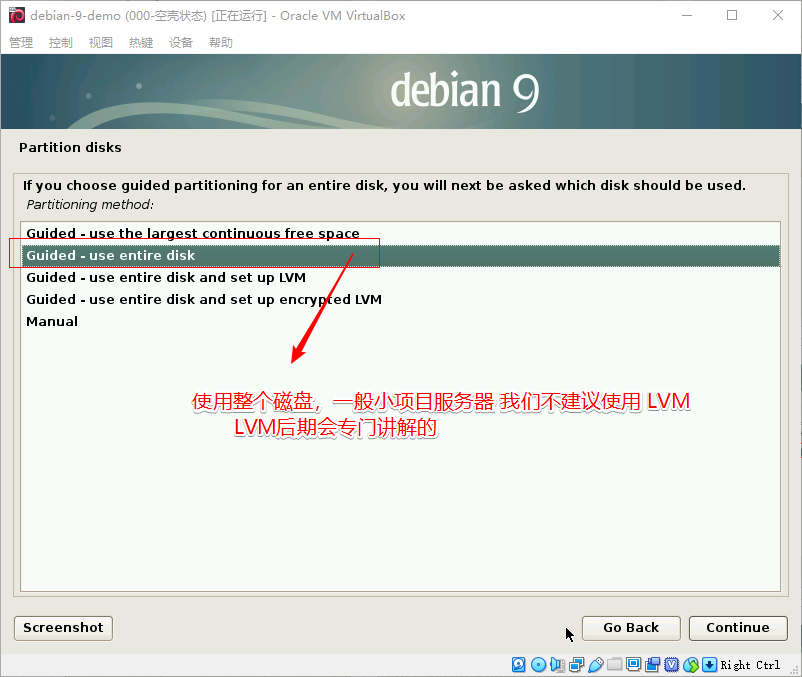 debian-9-demo (000-空壳状态) [正在运行] - Oracle VM VirtualBox
管理 控制 视图 热键 设备 帮助
debian 9
Partition disks
If you choose guided partitioning for an entire disk, you will next be asked which disk should be used.
Partitioning method:
Guided - use the largest continuous free space
Guided - use entire disk
Guided - use entire disk and set up LVM
Guided - use entire disk and set up encrypted LVM
Manual
使用整个磁盘，一般小项目服务器 我们不建议使用 LVM
LVM后期会专门讲解的
Screenshot Go Back Continue
Right Ctrl